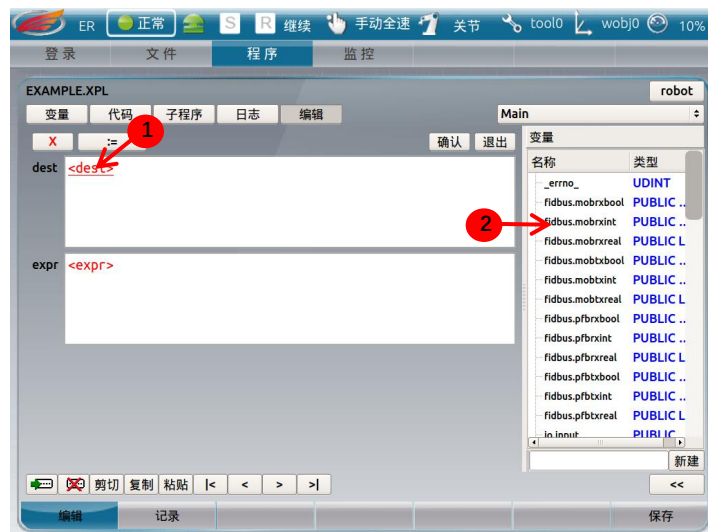 ER 正常 S R 继续 手动全速 关节 tool0 wobj0 10%
登录 文件 程序 监控
EXAMPLE.XPL robot
变量 代码 子程序 日志 编辑 Main
X := 确认 退出 变量
1
dest <dest>
名称 类型
_errno_ UDINT
fidbus.mobrxbool PUBLIC ..
2 fidbus.mobrxint PUBLIC ..
fidbus.mobrxreal PUBLIC L
expr <expr>
fidbus.mobtxbool PUBLIC ..
fidbus.mobtxint PUBLIC ..
fidbus.mobtxreal PUBLIC L
fidbus.pfbrxbool PUBLIC ..
fidbus.pfbrxint PUBLIC ..
fidbus.pfbrxreal PUBLIC L
fidbus.pfbtxbool PUBLIC ..
fidbus.pfbtxint PUBLIC ..
fidbus.pfbtxreal PUBLIC L
io.input PUBLIC
新建
剪切 复制 粘贴 |< < > >| <<
编辑 记录 保存